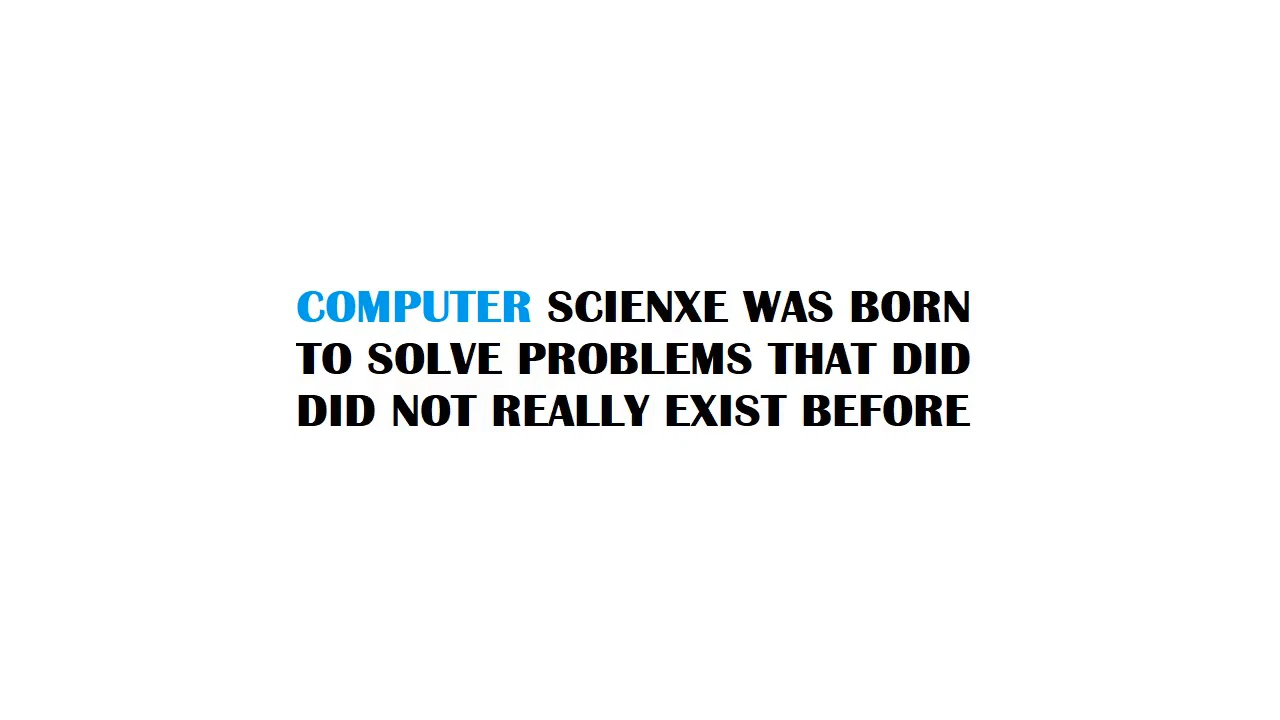 COMPUTER SCIENXE WAS BORN
TO SOLVE PROBLEMS THAT DID
DID NOT REALLY EXIST BEFORE